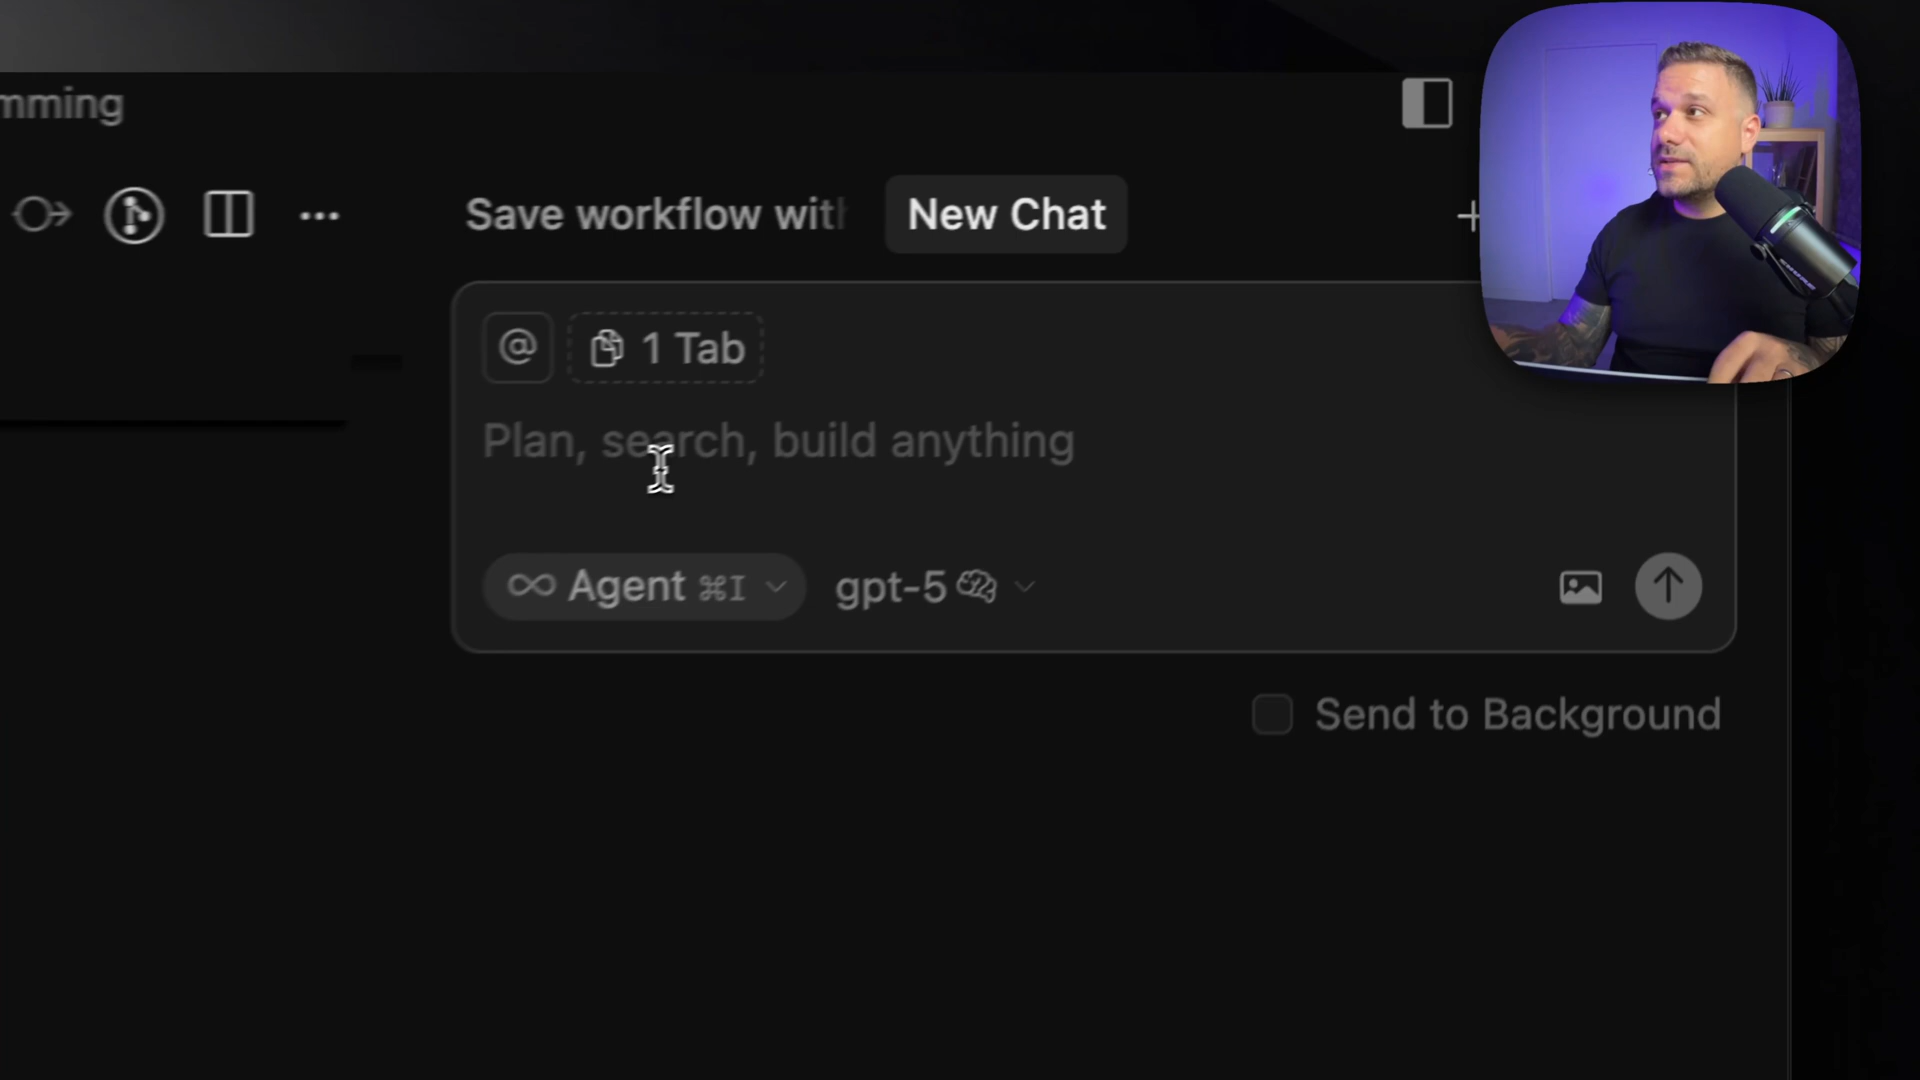 mming
Save workflow wit
New Chat
@
1 Tab
Plan, search, build anything
Agent ⌘I
gpt-5
Send to Background